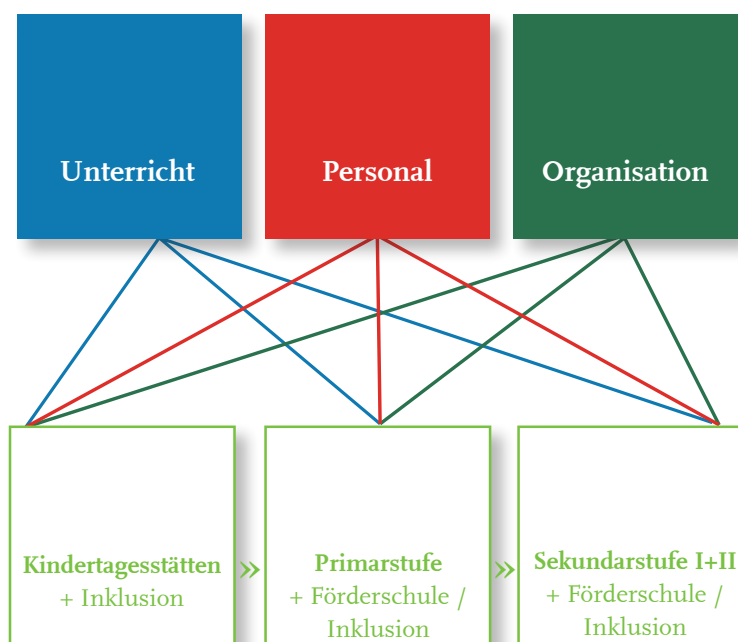 Unterricht
Personal
Organisation
Kindertagesstätten
+ Inklusion
»
Primarstufe
+ Förderschule /
Inklusion
»
Sekundarstufe I+II
+ Förderschule /
Inklusion